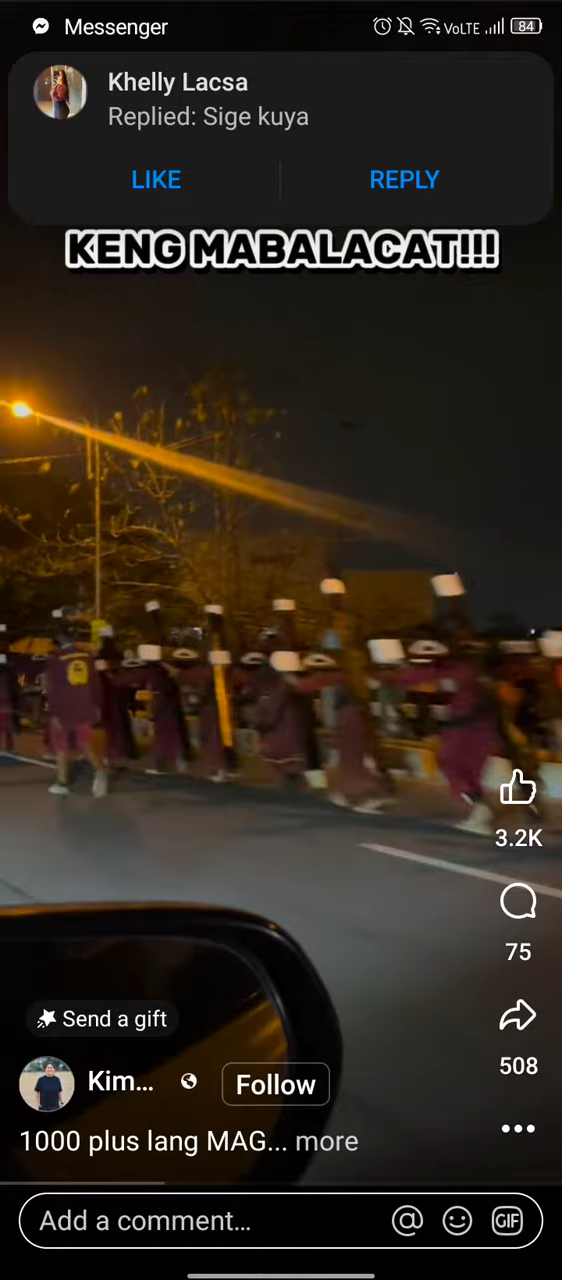 Messenger
VoLTE 84
Khelly Lacsa
Replied: Sige kuya
LIKE REPLY
KENG MABALACAT!!!
3.2K
75
Send a gift
508
Kim... Follow
1000 plus lang MAG... more
Add a comment...
GIF